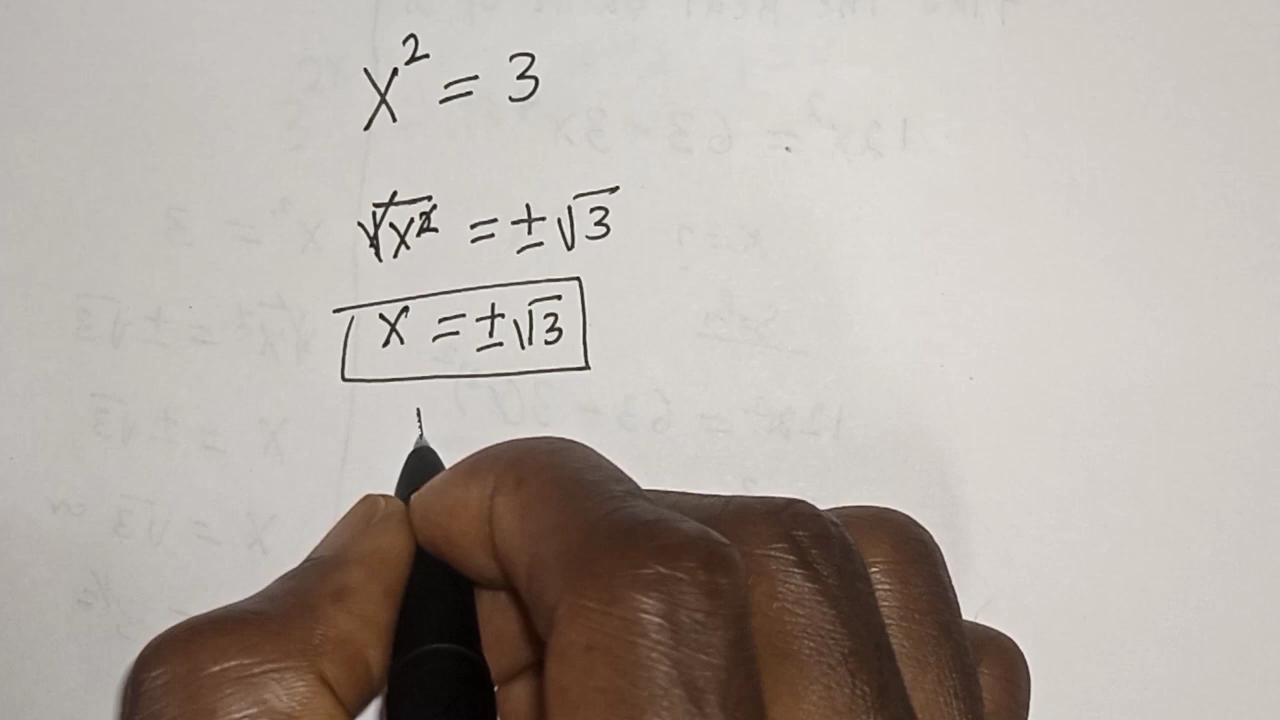 x² = 3
√x² = ±√3
x = ±√3